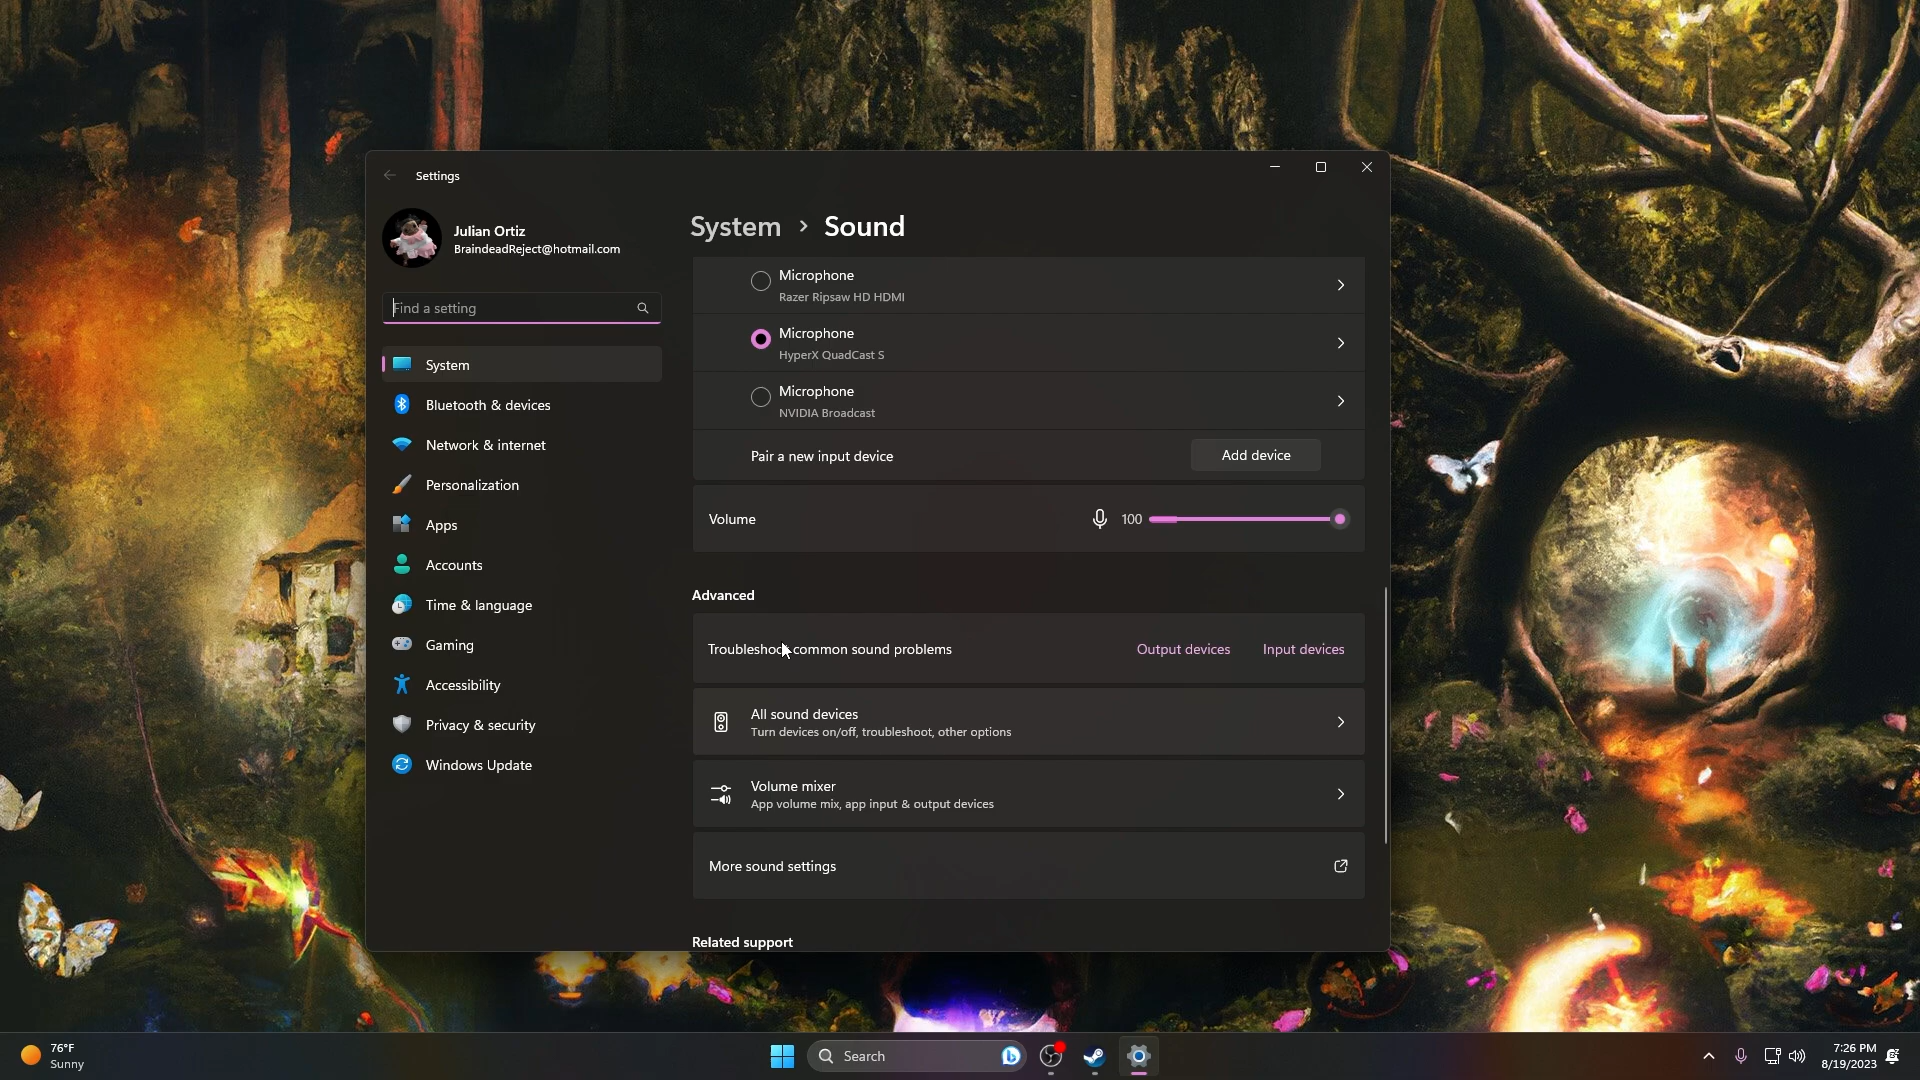 Settings
Julian Ortiz
BraindeadReject@hotmail.com
Find a setting
System
Bluetooth & devices
Network & internet
Personalization
Apps
Accounts
Time & language
Gaming
Accessibility
Privacy & security
Windows Update
System > Sound
Microphone
Razer Ripsaw HD HDMI
Microphone
HyperX QuadCast S
Microphone
NVIDIA Broadcast
Pair a new input device Add device
Volume 100
Advanced
Troubleshoot common sound problems Output devices Input devices
All sound devices
Turn devices on/off, troubleshoot, other options
Volume mixer
App volume mix, app input & output devices
More sound settings
Related support
76°F
Sunny
Search
7:26 PM
8/19/2023